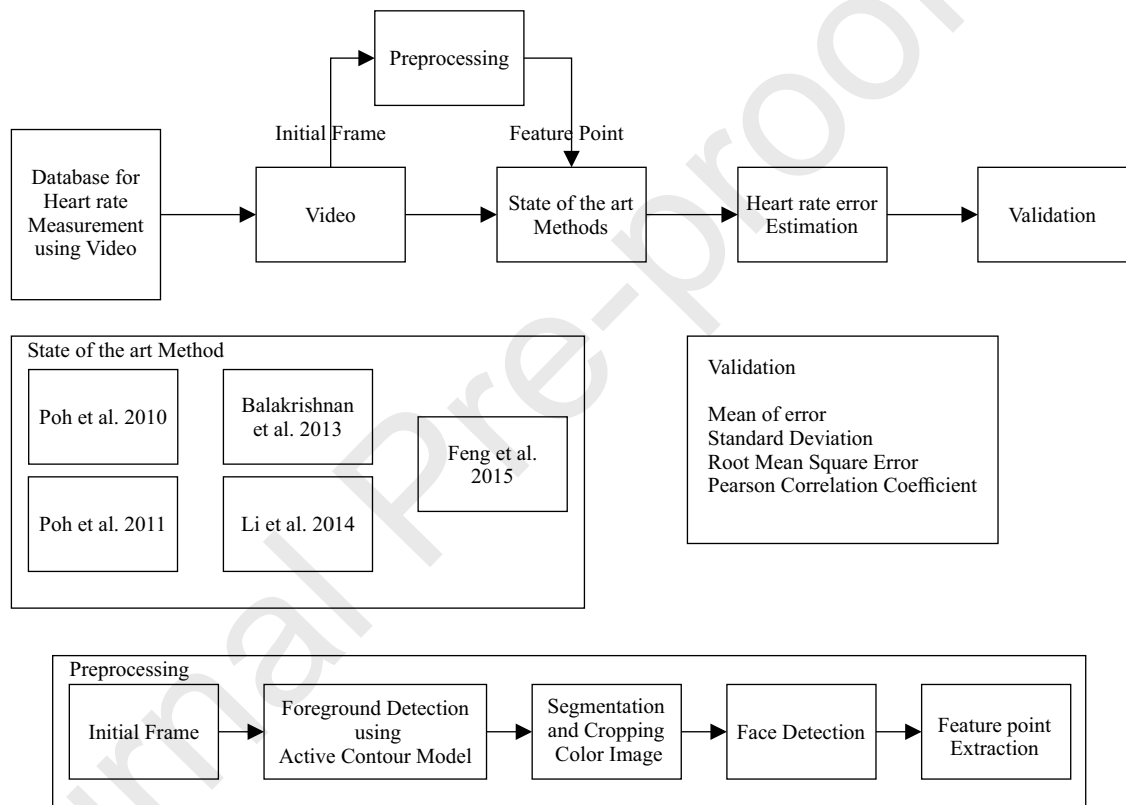 Preprocessing
Initial Frame
Feature Point
Database for
Heart rate
Measurement
using Video
Video
State of the art
Methods
Heart rate error
Estimation
Validation
State of the art Method
Poh et al. 2010
Balakrishnan
et al. 2013
Feng et al.
2015
Poh et al. 2011
Li et al. 2014
Validation
Mean of error
Standard Deviation
Root Mean Square Error
Pearson Correlation Coefficient
Preprocessing
Initial Frame
Foreground Detection
using
Active Contour Model
Segmentation
and Cropping
Color Image
Face Detection
Feature point
Extraction
rnal Pre-proo